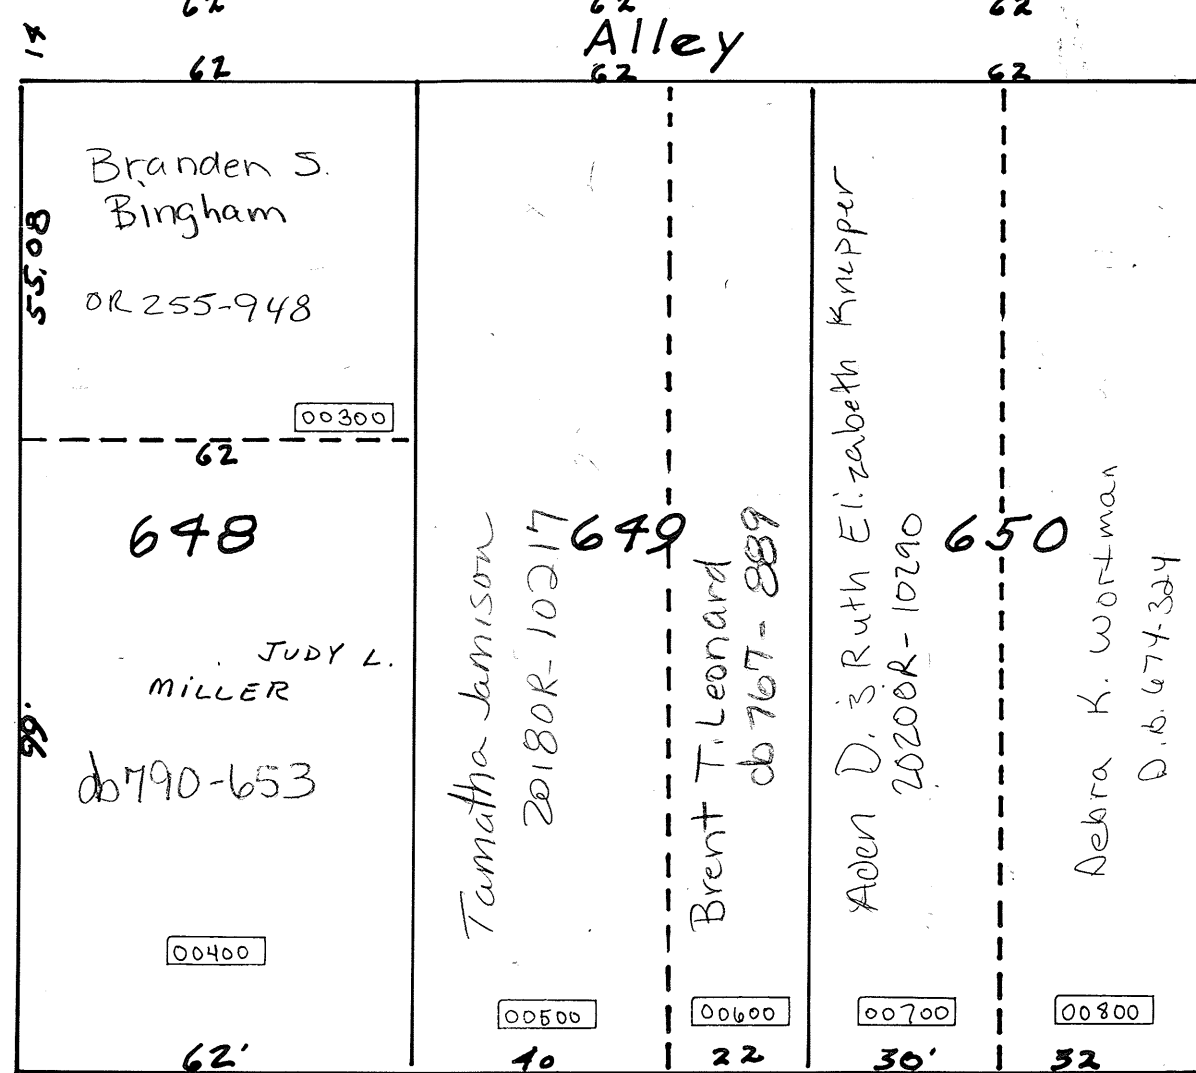 62 62 62
14 Alley
62 62 62
Branden S.
Bingham
55.08
OR 255-948
00300
62
648
JUDY L.
MILLER
99'
db790-653
00400
62'
649
Tamatha Jamison
2018OR-10217
00500
40
Brent T. Leonard
db 767-889
00600
22
650
Aden D. & Ruth Elizabeth Knepper
2020OR-10290
00700
30'
Debra K. Wortman
D.b. 674-324
00800
32